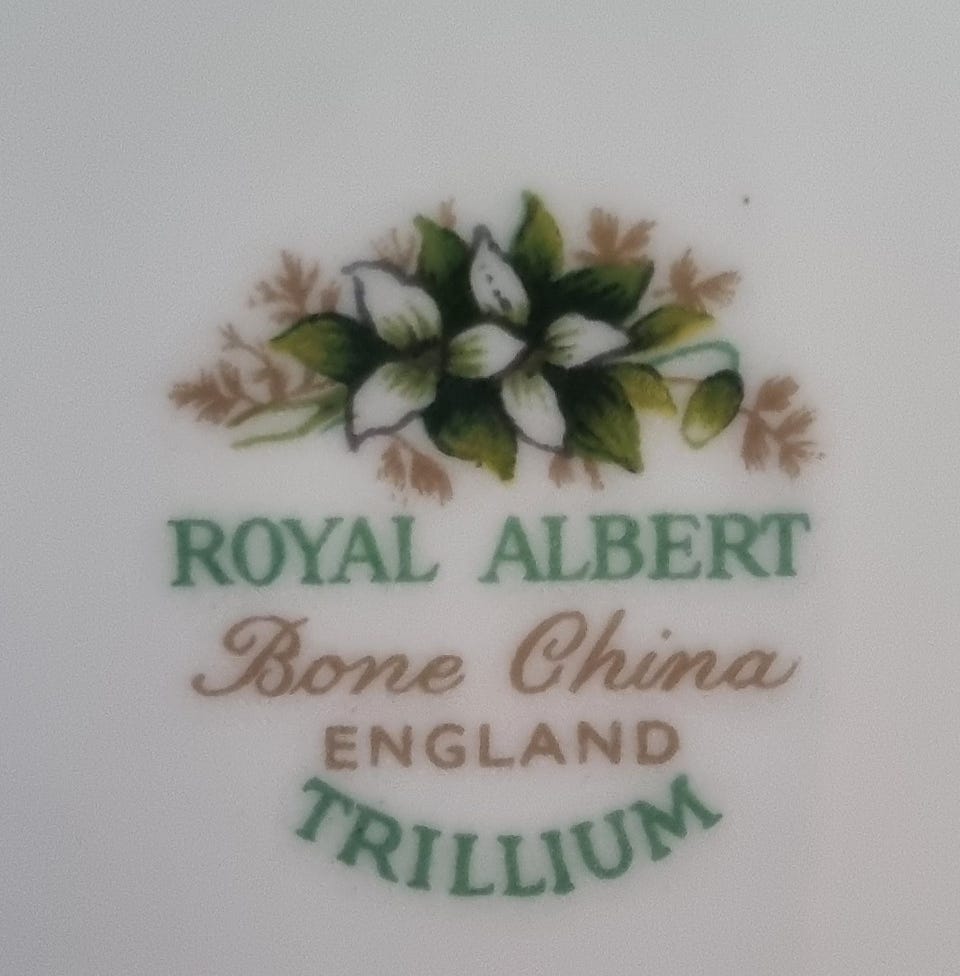 ROYAL ALBERT
Bone China
ENGLAND
TRILLIUM